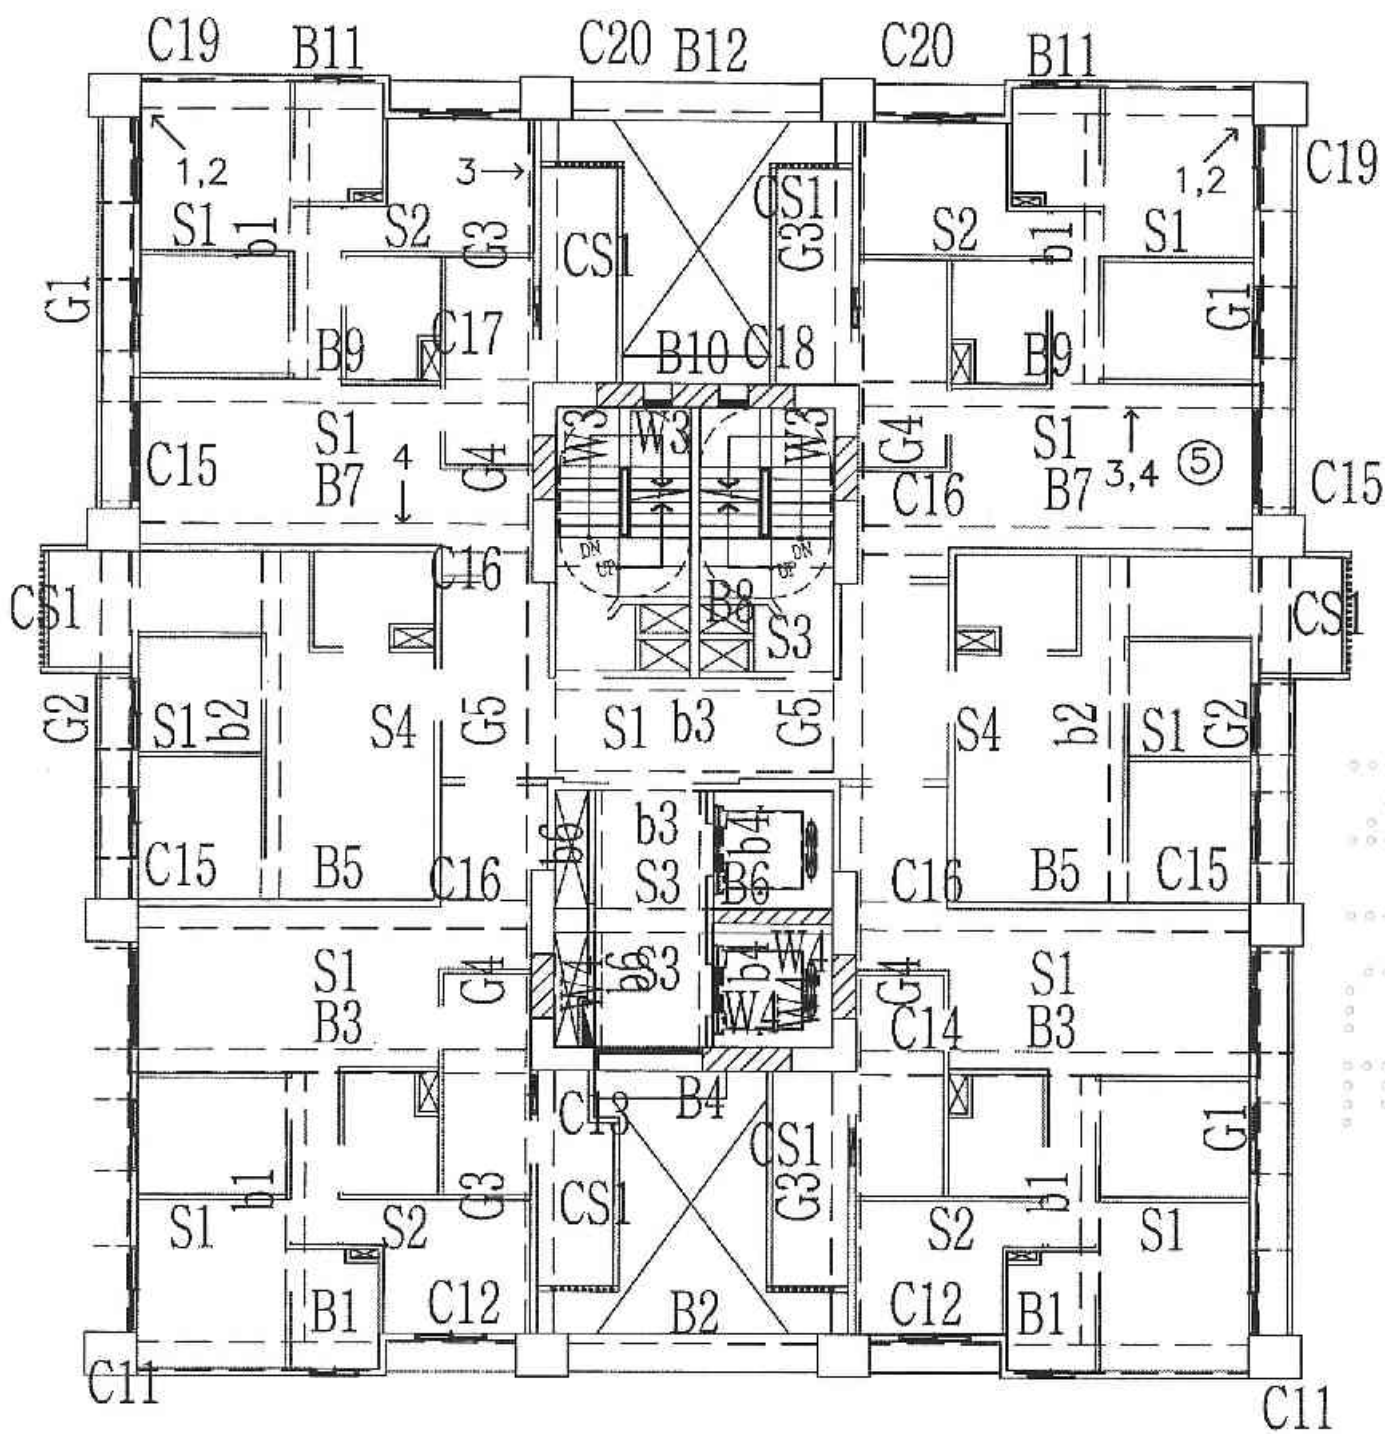 C19 B11 C20 B12 C20 B11
1,2 3→ 1,2 C19
S1 b1 S2 G3 CS1 CS1 G3 S2 b1 S1
G1 B9 C17 B10 C18 B9 G1
W3 W3 W3
C15 S1 4 G4 G4 S1 3,4 ⑤
B7 C16 B7 C15
DN UP DN UP
CS1 C16 B8 CS1
S3
G2 S1 b2 S4 G5 S1 b3 G5 S4 b2 S1 G2
b6 b3 b4
C15 B5 C16 S3 B6 C16 B5 C15
S1 G4 W4 b6 S3 b4 W4 G4 S1
B3 W4 W4 C14 B3
C13 B4 CS1 G1
b1 G3 CS1 G3 b1
S1 S2 S2 S1
B1 C12 B2 C12 B1
C11 C11